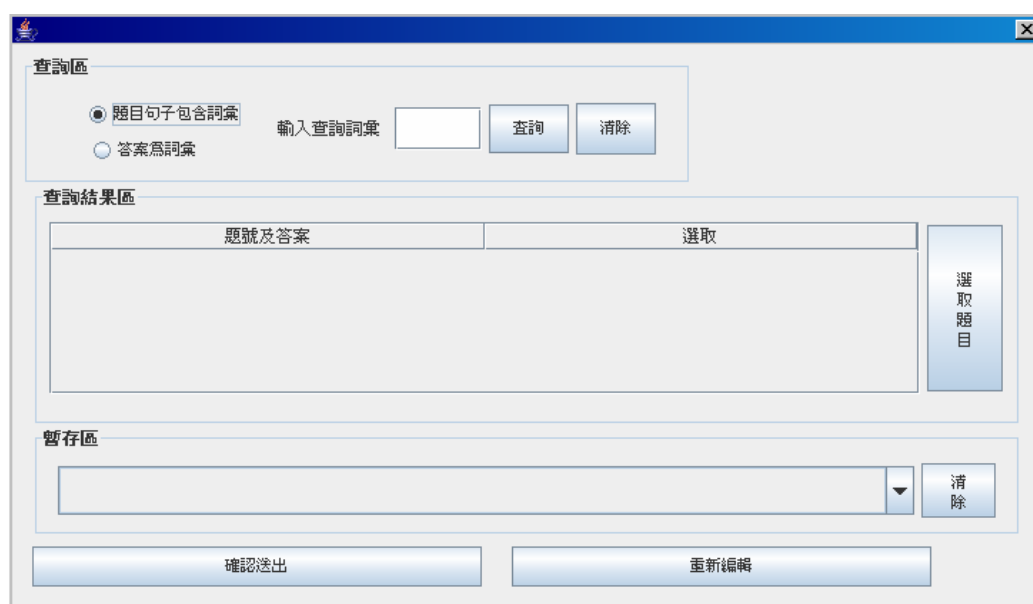 查詢區
題目句子包含詞彙
答案為詞彙
輸入查詢詞彙
查詢
清除
查詢結果區
題號及答案
選取
選
取
題
目
暫存區
清
除
確認送出
重新編輯